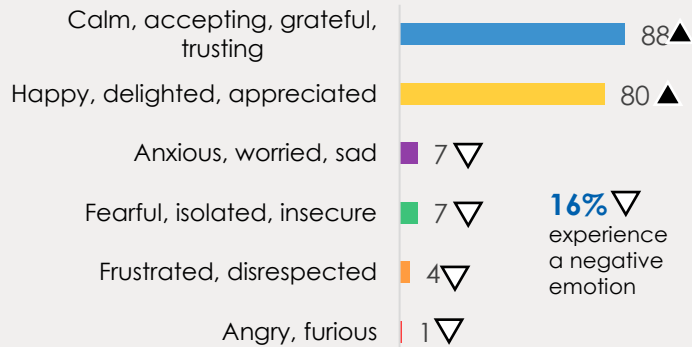 Calm, accepting, grateful,
trusting
88
Happy, delighted, appreciated
80
Anxious, worried, sad
7
Fearful, isolated, insecure
7
16%
experience
a negative
emotion
Frustrated, disrespected
4
Angry, furious
1